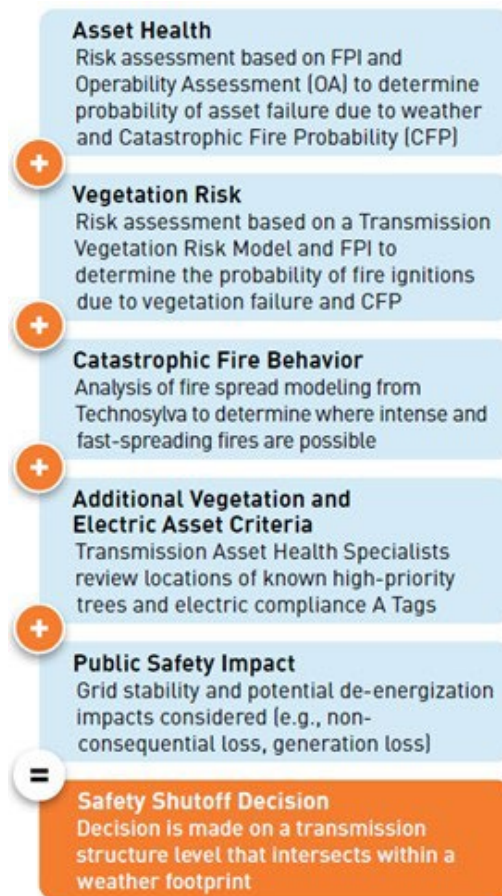 Asset Health
Risk assessment based on FPI and
Operability Assessment (OA) to determine
probability of asset failure due to weather
and Catastrophic Fire Probability (CFP)
+
Vegetation Risk
Risk assessment based on a Transmission
Vegetation Risk Model and FPI to
determine the probability of fire ignitions
due to vegetation failure and CFP
+
Catastrophic Fire Behavior
Analysis of fire spread modeling from
Technosylva to determine where intense and
fast-spreading fires are possible
+
Additional Vegetation and
Electric Asset Criteria
Transmission Asset Health Specialists
review locations of known high-priority
trees and electric compliance A Tags
+
Public Safety Impact
Grid stability and potential de-energization
impacts considered (e.g., non-
consequential loss, generation loss)
=
Safety Shutoff Decision
Decision is made on a transmission
structure level that intersects within a
weather footprint